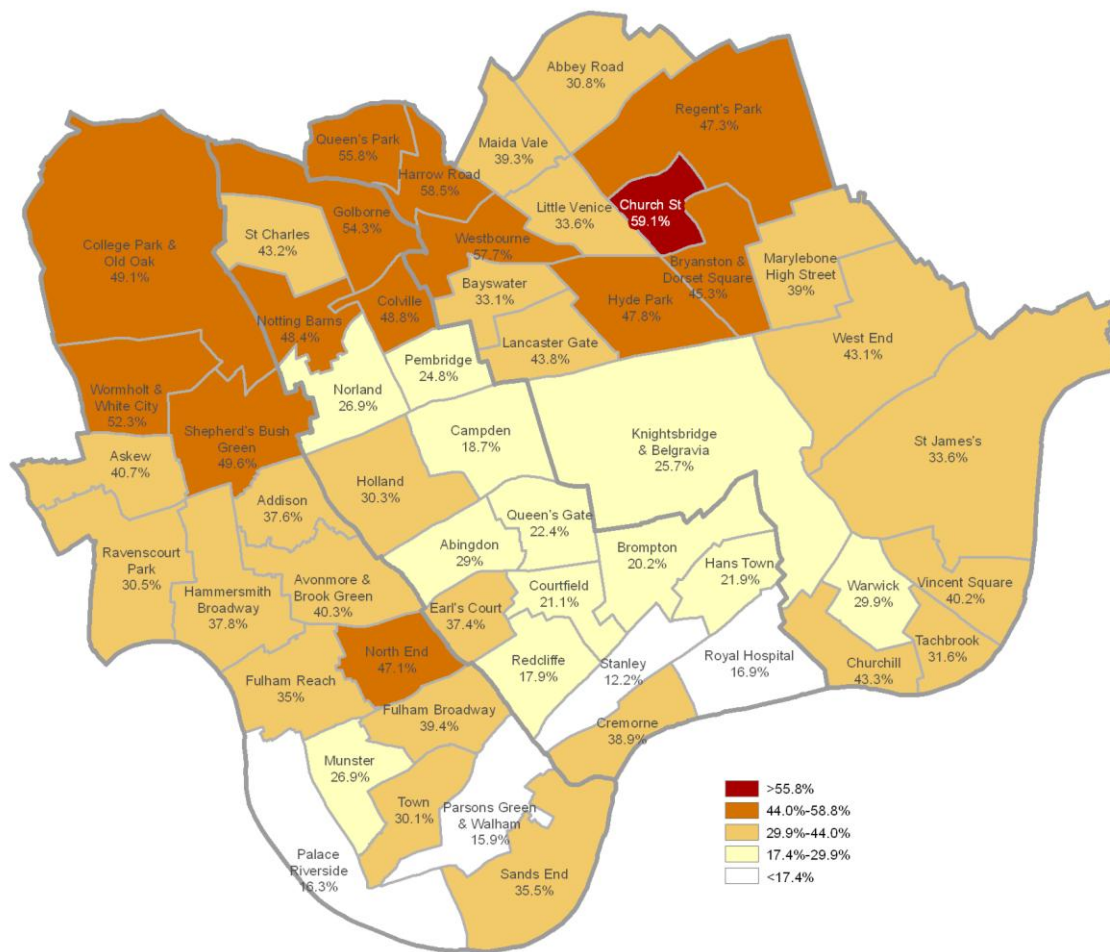 Abbey Road
30.8%
Regent's Park
47.3%
Queen's Park
55.8%
Maida Vale
39.3%
Harrow Road
58.5%
Church St
59.1%
Little Venice
33.6%
Golborne
54.3%
St Charles
43.2%
College Park &
Old Oak
49.1%
Westbourne
57.7%
Bryanston &
Dorset Square
45.3%
Marylebone
High Street
39%
Bayswater
33.1%
Hyde Park
47.8%
Colville
48.8%
Notting Barns
48.4%
West End
43.1%
Lancaster Gate
43.8%
Pembridge
24.8%
Norland
26.9%
Wormholt &
White City
52.3%
Shepherd's Bush
Green
49.6%
Campden
18.7%
Knightsbridge
& Belgravia
25.7%
St James's
33.6%
Askew
40.7%
Addison
37.6%
Holland
30.3%
Queen's Gate
22.4%
Abingdon
29%
Brompton
20.2%
Hans Town
21.9%
Ravenscourt
Park
30.5%
Hammersmith
Broadway
37.8%
Avonmore &
Brook Green
40.3%
Courtfield
21.1%
Warwick
29.9%
Vincent Square
40.2%
Earl's Court
37.4%
Tachbrook
31.6%
North End
47.1%
Redcliffe
17.9%
Stanley
12.2%
Royal Hospital
16.9%
Churchill
43.3%
Fulham Reach
35%
Fulham Broadway
39.4%
Cremorne
38.9%
Munster
26.9%
Town
30.1%
Parsons Green
& Walham
15.9%
Palace
Riverside
16.3%
Sands End
35.5%
>55.8%
44.0%-58.8%
29.9%-44.0%
17.4%-29.9%
<17.4%